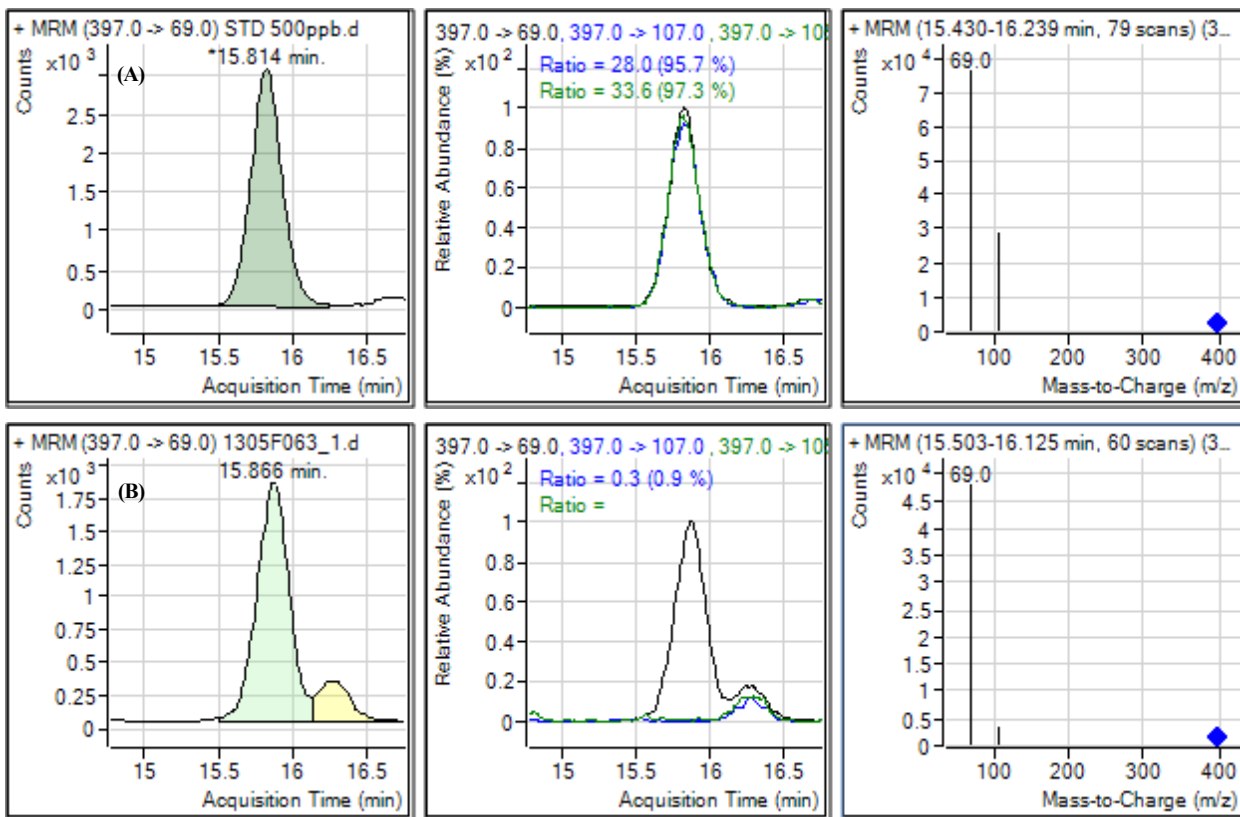 + MRM (397.0 -> 69.0) STD 500ppb.d
x10 3
*15.814 min.
(A)
Counts
2.5
2
1.5
1
0.5
0
15 15.5 16 16.5
Acquisition Time (min)
397.0 -> 69.0, 397.0 -> 107.0 , 397.0 -> 10
x10 2
Ratio = 28.0 (95.7 %)
Ratio = 33.6 (97.3 %)
Relative Abundance (%)
1
0.8
0.6
0.4
0.2
0
15 15.5 16 16.5
Acquisition Time (min)
+ MRM (15.430-16.239 min, 79 scans) (3...
x10 4
69.0
Counts
7
6
5
4
3
2
1
0
100 200 300 400
Mass-to-Charge (m/z)
+ MRM (397.0 -> 69.0) 1305F063_1.d
x10 3
15.866 min.
(B)
Counts
1.75
1.5
1.25
1
0.75
0.5
0.25
0
15 15.5 16 16.5
Acquisition Time (min)
397.0 -> 69.0, 397.0 -> 107.0 , 397.0 -> 10
x10 2
Ratio = 0.3 (0.9 %)
Ratio =
Relative Abundance (%)
1
0.8
0.6
0.4
0.2
0
15 15.5 16 16.5
Acquisition Time (min)
+ MRM (15.503-16.125 min, 60 scans) (3...
x10 4
69.0
Counts
4.5
4
3.5
3
2.5
2
1.5
1
0.5
0
100 200 300 400
Mass-to-Charge (m/z)